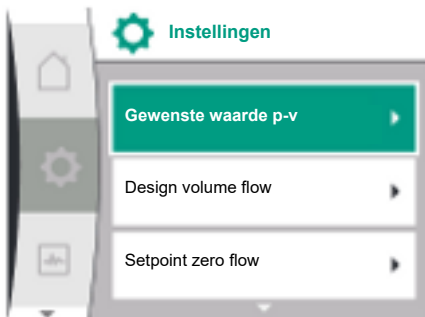 Instellingen
Gewenste waarde p-v
Design volume flow
Setpoint zero flow